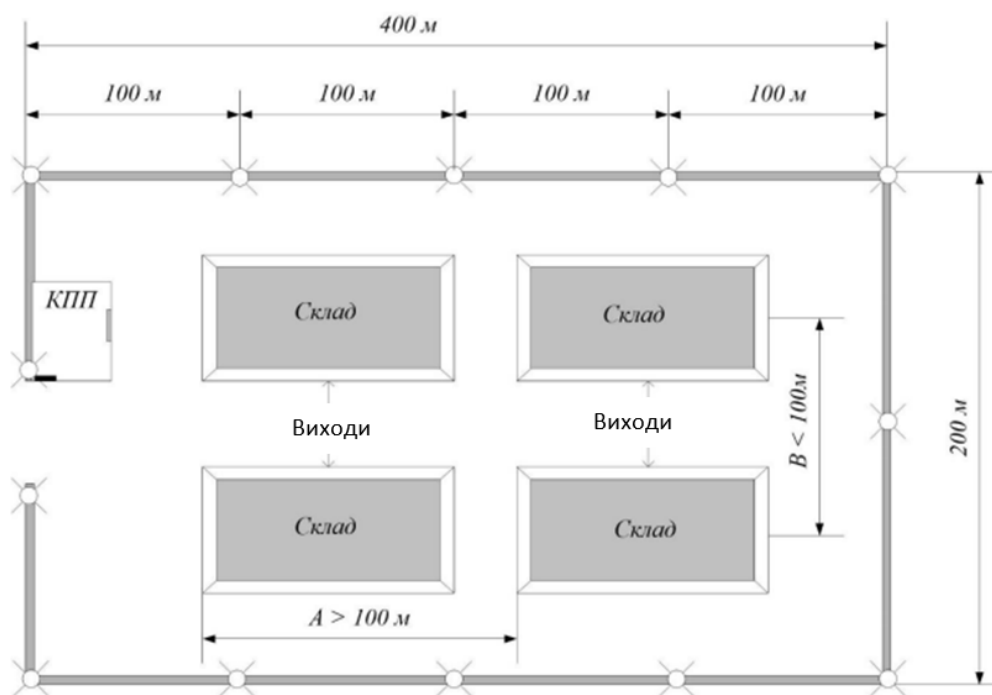 400 м
100 м
100 м
100 м
100 м
КПП
Склад
Склад
Виходи
Виходи
В < 100м
200 м
Склад
Склад
А > 100 м